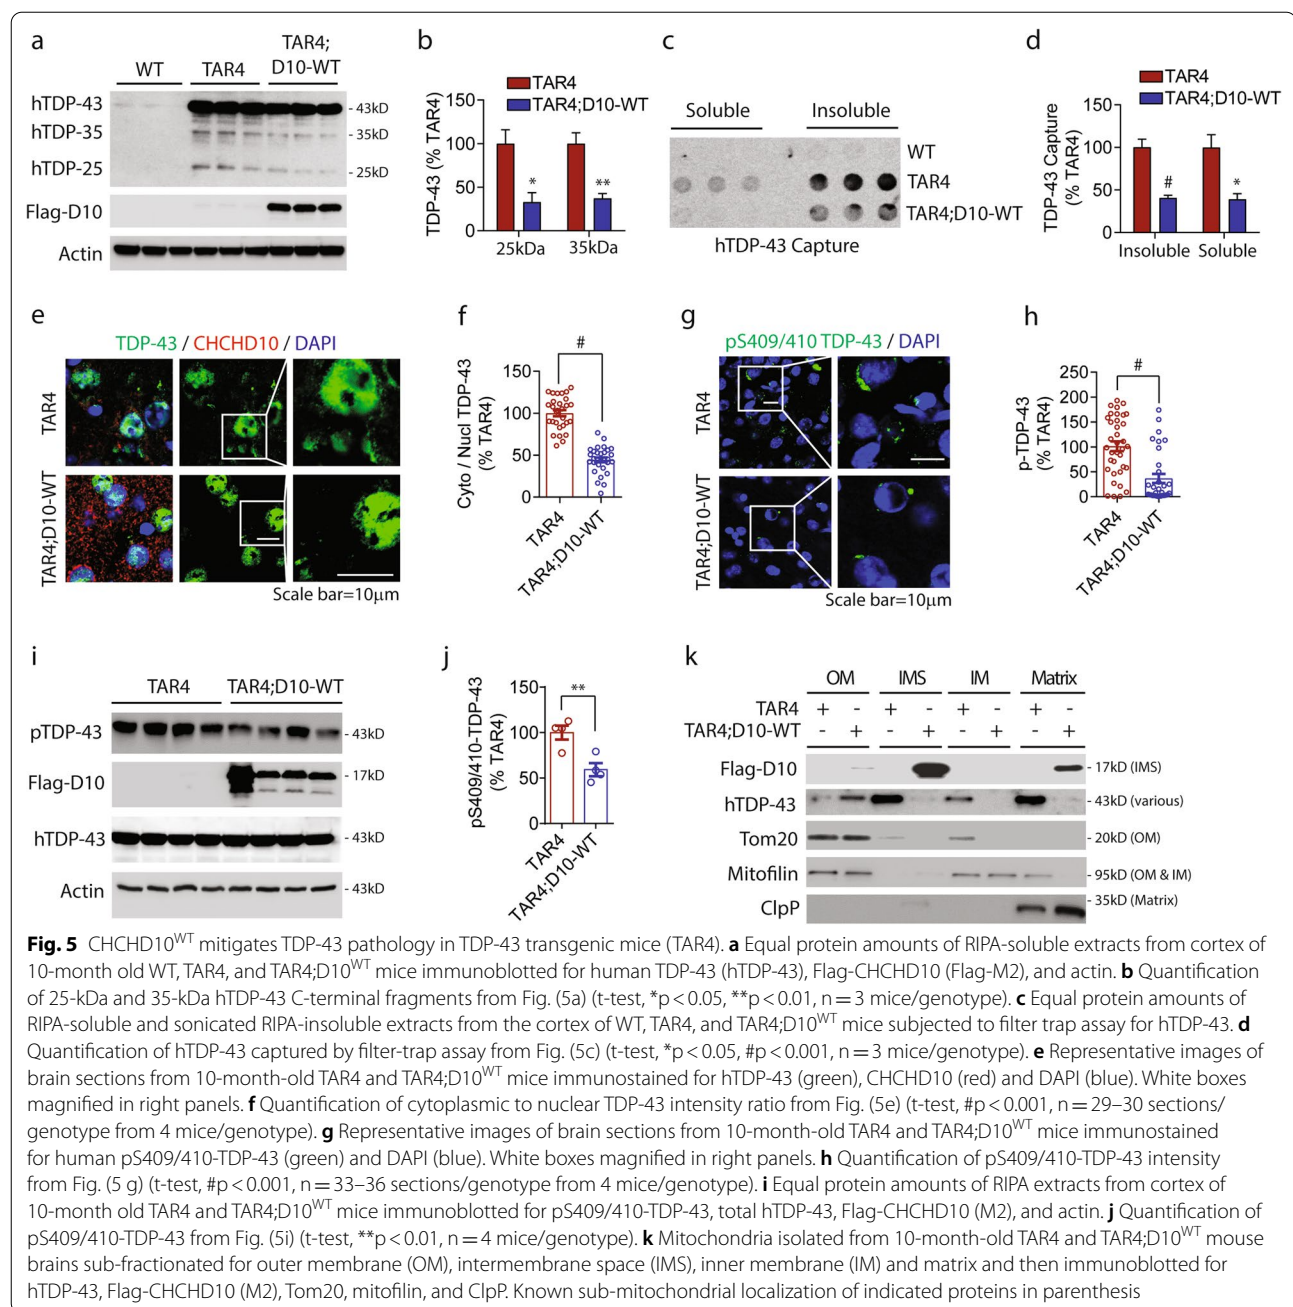 a
WT
TAR4
TAR4;
D10-WT
hTDP-43
hTDP-35
hTDP-25
Flag-D10
Actin
- 43kD
- 35kD
- 25kD
b
TAR4
TAR4;D10-WT
TDP-43 (% TAR4)
150
100
50
0
*
**
25kDa
35kDa
c
Soluble
Insoluble
WT
TAR4
TAR4;D10-WT
hTDP-43 Capture
d
TAR4
TAR4;D10-WT
TDP-43 Capture
(% TAR4)
150
100
50
0
#
*
Insoluble
Soluble
e
TDP-43 / CHCHD10 / DAPI
TAR4
TAR4;D10-WT
Scale bar=10μm
f
Cyto / Nucl TDP-43
(% TAR4)
150
100
50
0
#
TAR4
TAR4;D10-WT
g
pS409/410 TDP-43 / DAPI
TAR4
TAR4;D10-WT
Scale bar=10μm
h
p-TDP-43
(% TAR4)
250
200
150
100
50
0
#
TAR4
TAR4;D10-WT
i
TAR4
TAR4;D10-WT
pTDP-43
- 43kD
Flag-D10
- 17kD
hTDP-43
- 43kD
Actin
- 43kD
j
pS409/410-TDP-43
(% TAR4)
150
100
50
0
**
TAR4
TAR4;D10-WT
k
OM IMS IM Matrix
TAR4 + - + - + - + -
TAR4;D10-WT - + - + - + - +
Flag-D10 - 17kD (IMS)
hTDP-43 - 43kD (various)
Tom20 - 20kD (OM)
Mitofilin - 95kD (OM & IM)
ClpP - 35kD (Matrix)
Fig. 5 CHCHD10WT mitigates TDP-43 pathology in TDP-43 transgenic mice (TAR4). a Equal protein amounts of RIPA-soluble extracts from cortex of
10-month old WT, TAR4, and TAR4;D10WT mice immunoblotted for human TDP-43 (hTDP-43), Flag-CHCHD10 (Flag-M2), and actin. b Quantification
of 25-kDa and 35-kDa hTDP-43 C-terminal fragments from Fig. (5a) (t-test, *p < 0.05, **p < 0.01, n = 3 mice/genotype). c Equal protein amounts of
RIPA-soluble and sonicated RIPA-insoluble extracts from the cortex of WT, TAR4, and TAR4;D10WT mice subjected to filter trap assay for hTDP-43. d
Quantification of hTDP-43 captured by filter-trap assay from Fig. (5c) (t-test, *p < 0.05, #p < 0.001, n = 3 mice/genotype). e Representative images of
brain sections from 10-month-old TAR4 and TAR4;D10WT mice immunostained for hTDP-43 (green), CHCHD10 (red) and DAPI (blue). White boxes
magnified in right panels. f Quantification of cytoplasmic to nuclear TDP-43 intensity ratio from Fig. (5e) (t-test, #p < 0.001, n = 29–30 sections/
genotype from 4 mice/genotype). g Representative images of brain sections from 10-month-old TAR4 and TAR4;D10WT mice immunostained
for human pS409/410-TDP-43 (green) and DAPI (blue). White boxes magnified in right panels. h Quantification of pS409/410-TDP-43 intensity
from Fig. (5 g) (t-test, #p < 0.001, n = 33–36 sections/genotype from 4 mice/genotype). i Equal protein amounts of RIPA extracts from cortex of
10-month old TAR4 and TAR4;D10WT mice immunoblotted for pS409/410-TDP-43, total hTDP-43, Flag-CHCHD10 (M2), and actin. j Quantification of
pS409/410-TDP-43 from Fig. (5i) (t-test, **p < 0.01, n = 4 mice/genotype). k Mitochondria isolated from 10-month-old TAR4 and TAR4;D10WT mouse
brains sub-fractionated for outer membrane (OM), intermembrane space (IMS), inner membrane (IM) and matrix and then immunoblotted for
hTDP-43, Flag-CHCHD10 (M2), Tom20, mitofilin, and ClpP. Known sub-mitochondrial localization of indicated proteins in parenthesis